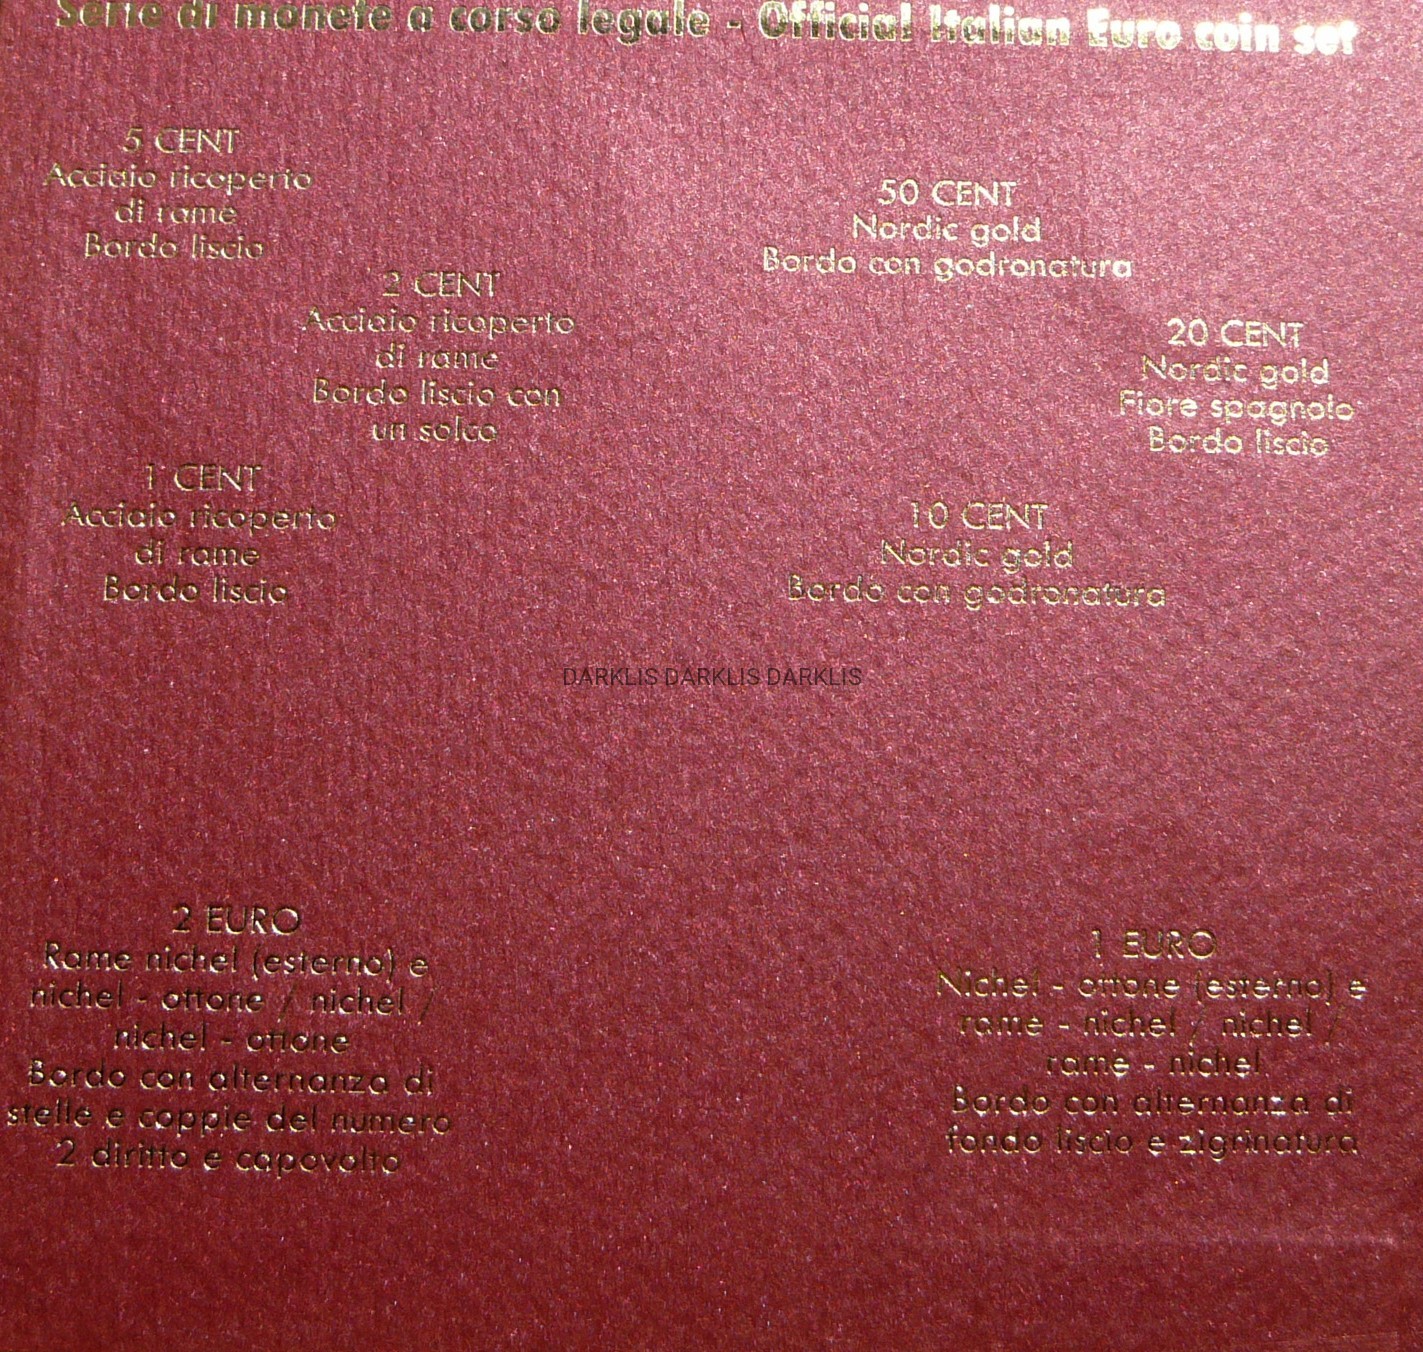 Serie di monete a corso legale - Official Italian Euro coin set
5 CENT
Acciaio ricoperto
di rame
Bordo liscio
50 CENT
Nordic gold
Bordo con godronatura
2 CENT
Acciaio ricoperto
di rame
Bordo liscio con
un solco
20 CENT
Nordic gold
Fiore spagnolo
Bordo liscio
1 CENT
Acciaio ricoperto
di rame
Bordo liscio
10 CENT
Nordic gold
Bordo con godronatura
DARKLIS DARKLIS DARKLIS
2 EURO
Rame nichel (esterno) e
nichel - ottone / nichel /
nichel - ottone
Bordo con alternanza di
stelle e coppie del numero
2 diritto e capovolto
1 EURO
Nichel - ottone (esterno) e
rame - nichel / nichel /
rame - nichel
Bordo con alternanza di
fondo liscio e zigrinatura